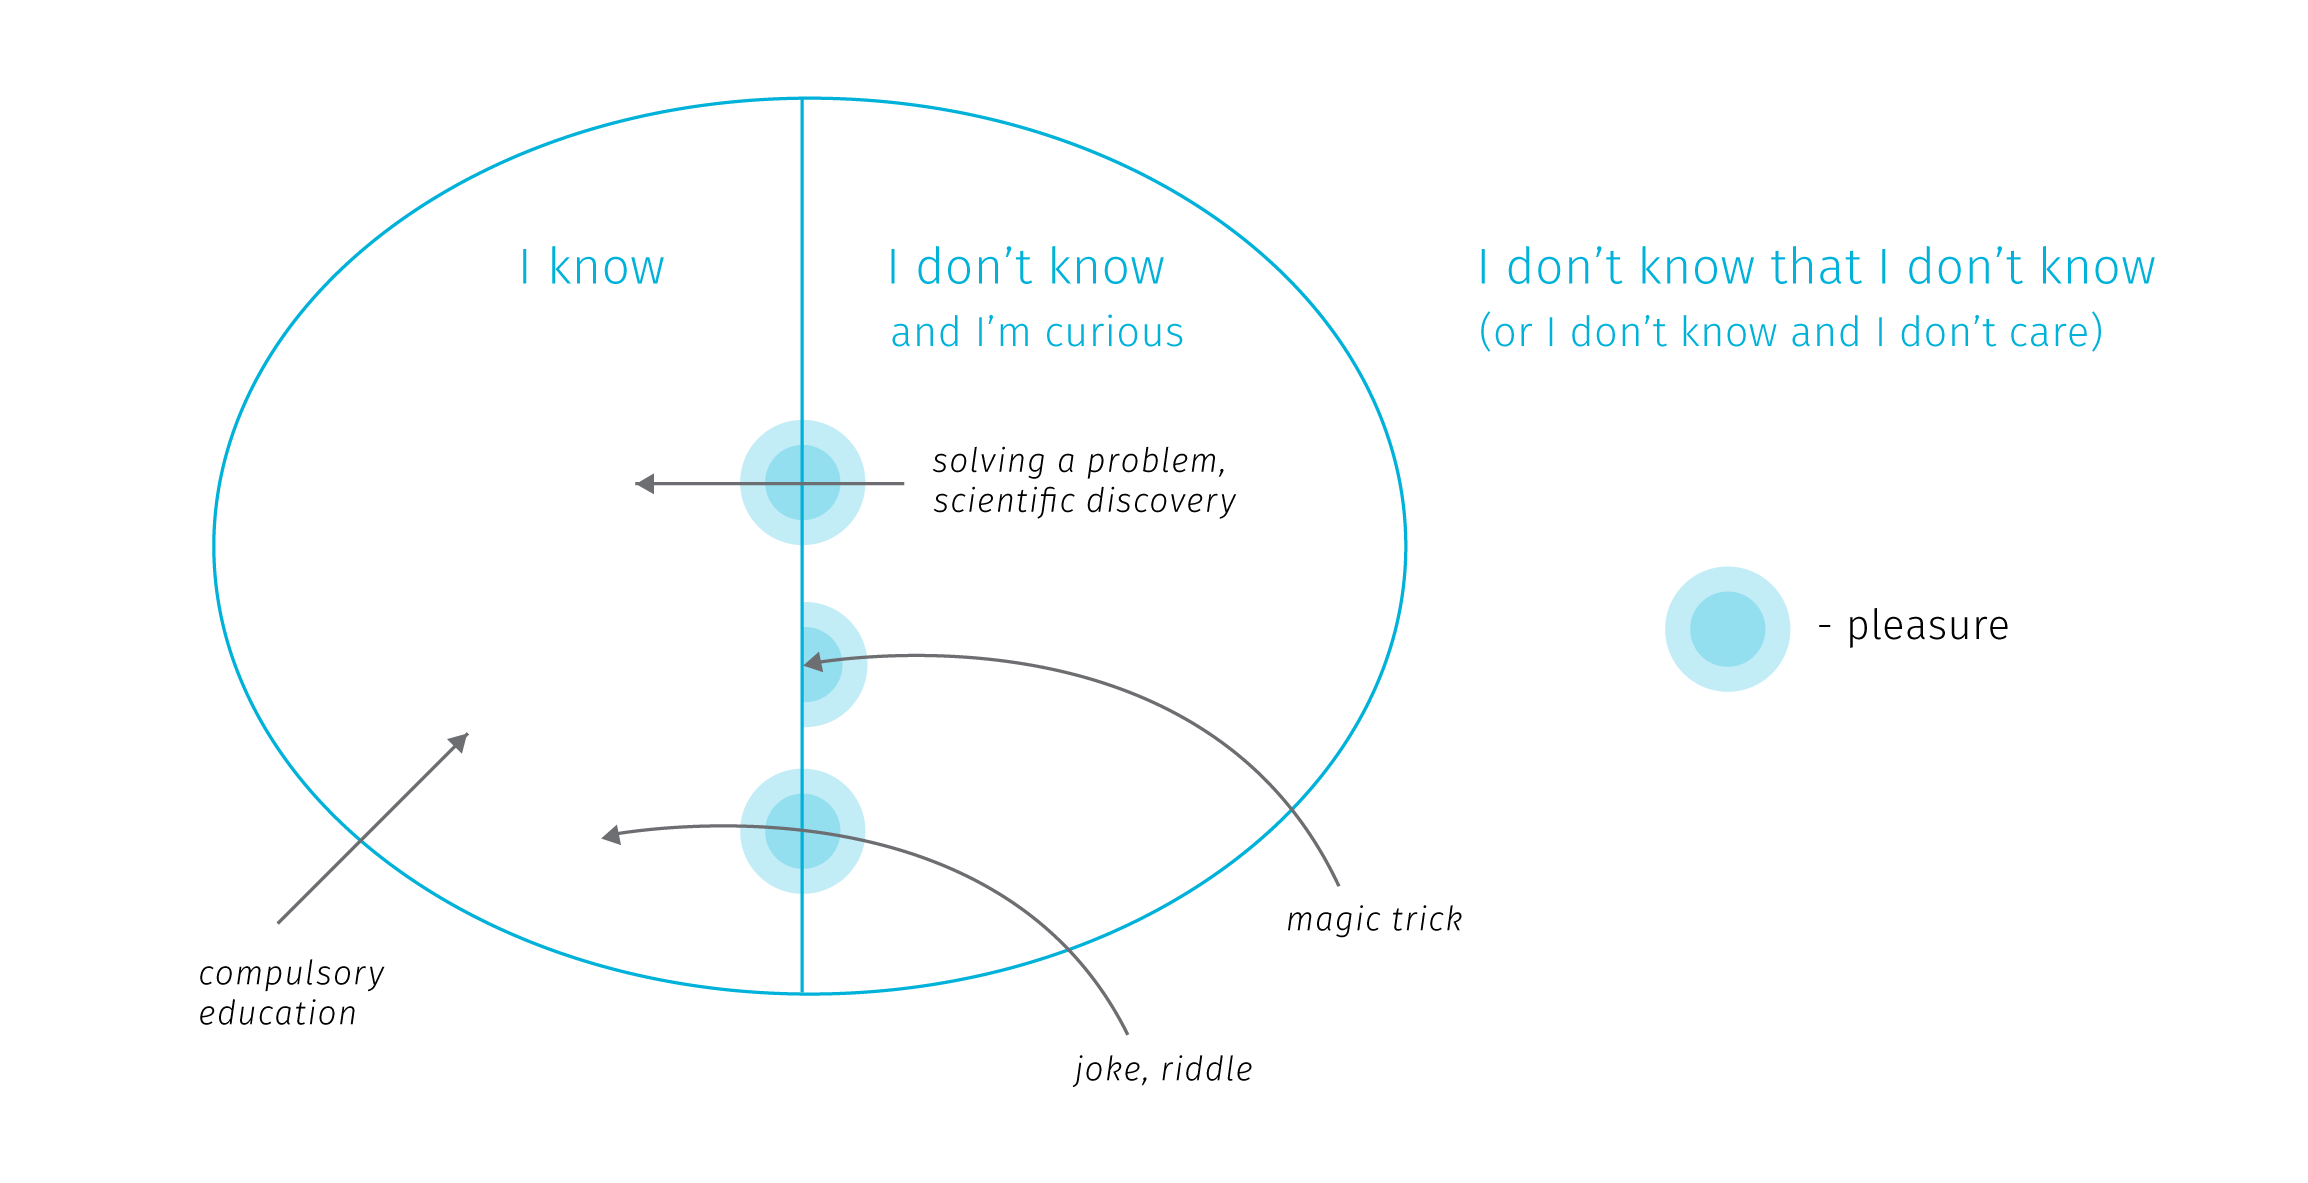 I know
I don't know
and I'm curious
I don't know that I don't know
(or I don't know and I don't care)
solving a problem,
scientific discovery
- pleasure
magic trick
compulsory
education
joke, riddle